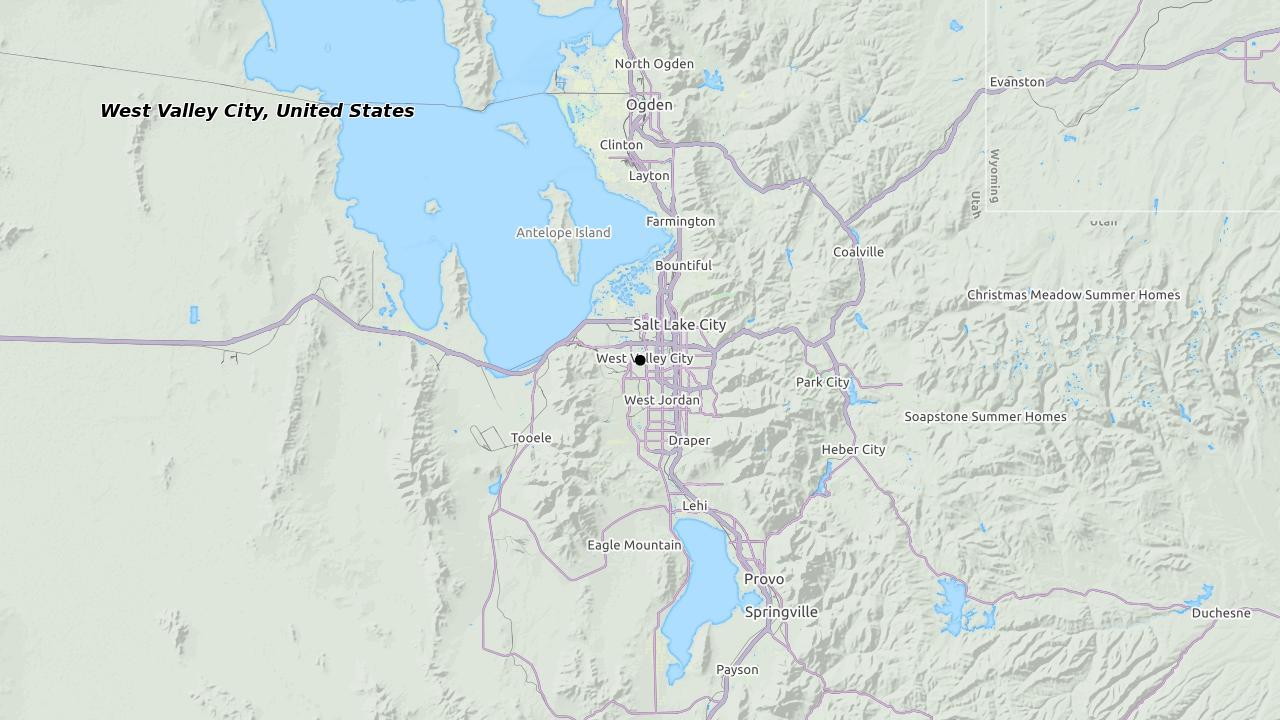 North Ogden
Evanston
Ogden
West Valley City, United States
Clinton
Layton
Wyoming
Utah
Utah
Farmington
Antelope Island
Coalville
Bountiful
Christmas Meadow Summer Homes
Salt Lake City
West Valley City
Park City
West Jordan
Soapstone Summer Homes
Tooele
Draper
Heber City
Lehi
Eagle Mountain
Provo
Springville
Duchesne
Payson